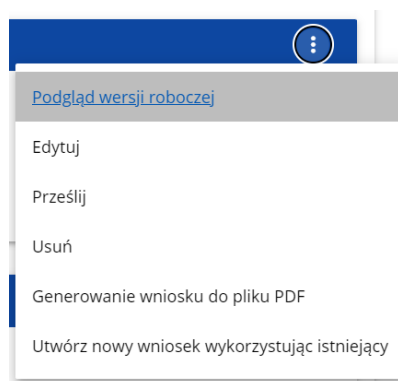 Podgląd wersji roboczej
Edytuj
Prześlij
Usuń
Generowanie wniosku do pliku PDF
Utwórz nowy wniosek wykorzystując istniejący